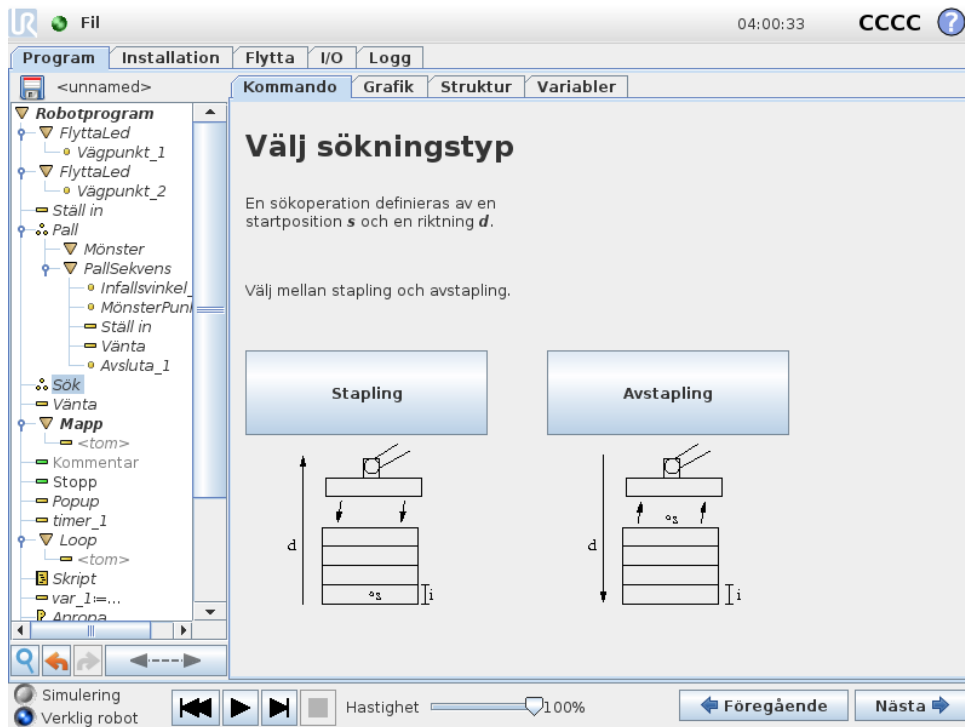 UR
Fil
04:00:33
CCCC
?
Program
Installation
Flytta
I/O
Logg
<unnamed>
Kommando
Grafik
Struktur
Variabler
Robotprogram
FlyttaLed
Vägpunkt_1
FlyttaLed
Vägpunkt_2
Ställ in
Pall
Mönster
PallSekvens
Infallsvinkel_
MönsterPun
Ställ in
Vänta
Avsluta_1
Sök
Vänta
Mapp
<tom>
Kommentar
Stopp
Popup
timer_1
Loop
<tom>
Skript
var_1:=...
Anropa
Välj sökningstyp
En sökoperation definieras av en
startposition s och en riktning d.
Välj mellan stapling och avstapling.
Stapling
Avstapling
d
s
i
d
s
i
Simulering
Verklig robot
Hastighet
100%
Föregående
Nästa